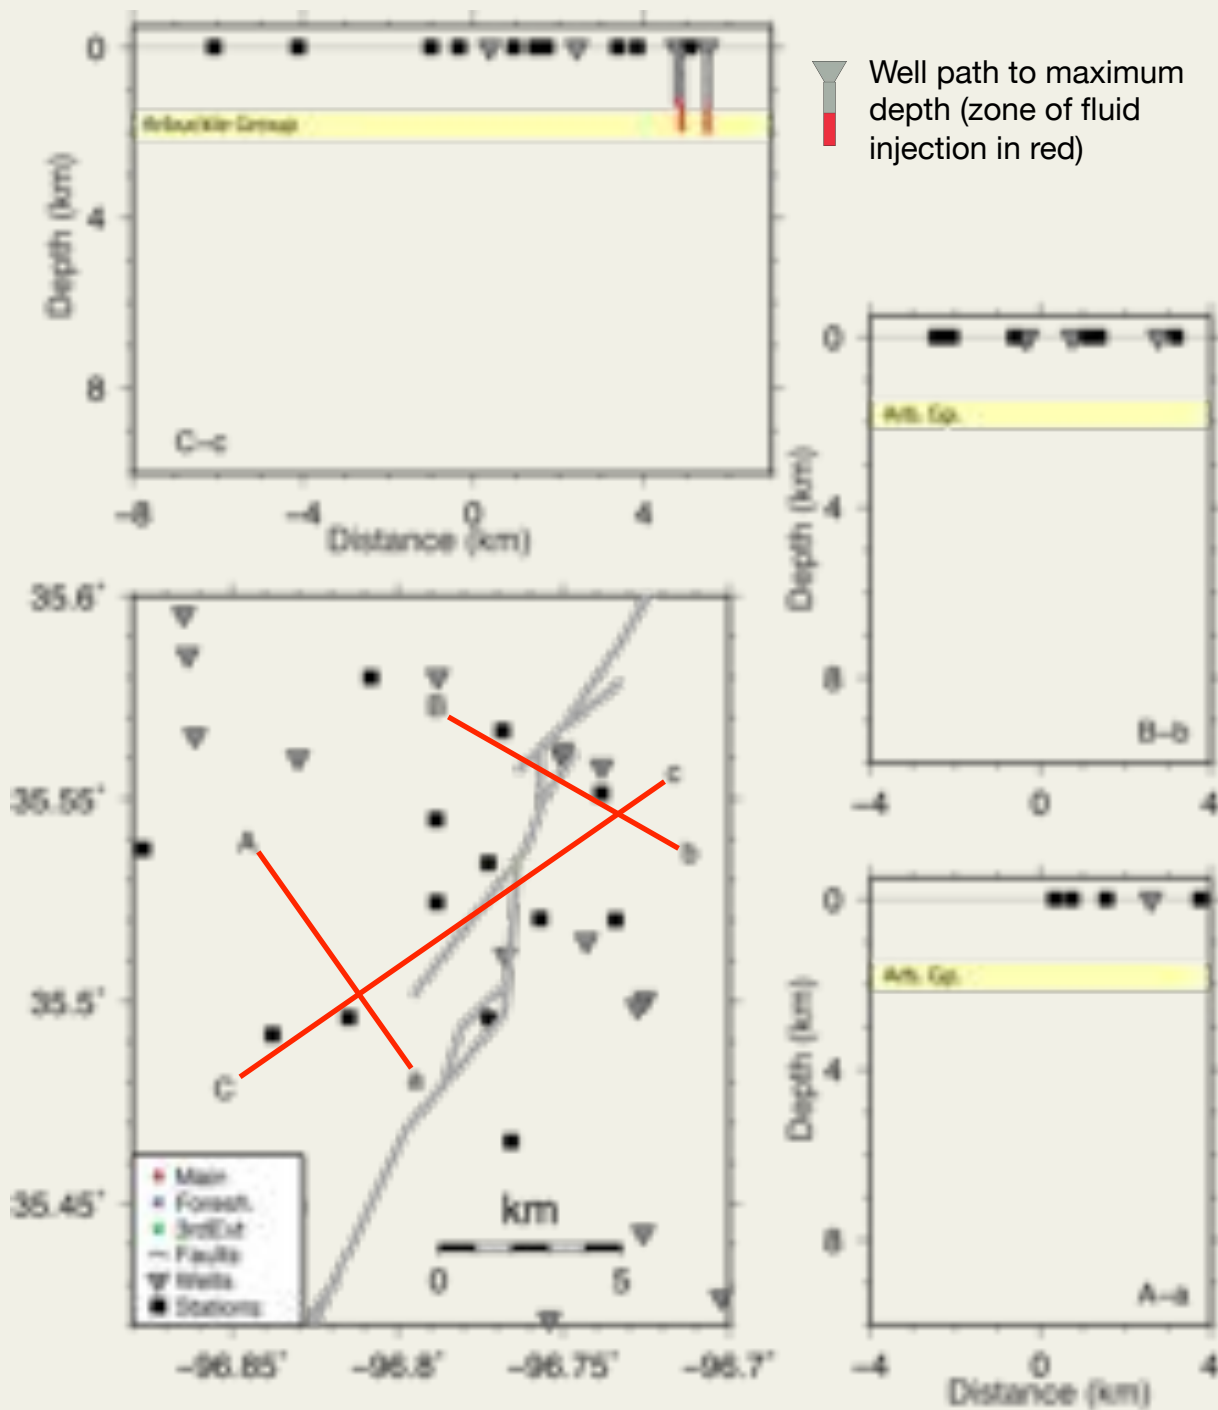 0
4
8
Depth (km)
Arbuckle Group
C–c
–8
–4
0
4
Distance (km)
Well path to maximum
depth (zone of fluid
injection in red)
0
4
8
Depth (km)
Arb. Gp.
B–b
–4
0
4
35.6˚
35.55˚
35.5˚
35.45˚
B
c
A
b
C
a
Main
Foresh.
3rdEvt
Faults
Wells
Stations
km
0
5
–96.85˚
–96.8˚
–96.75˚
–96.7˚
0
4
8
Depth (km)
Arb. Gp.
A–a
–4
0
4
Distance (km)